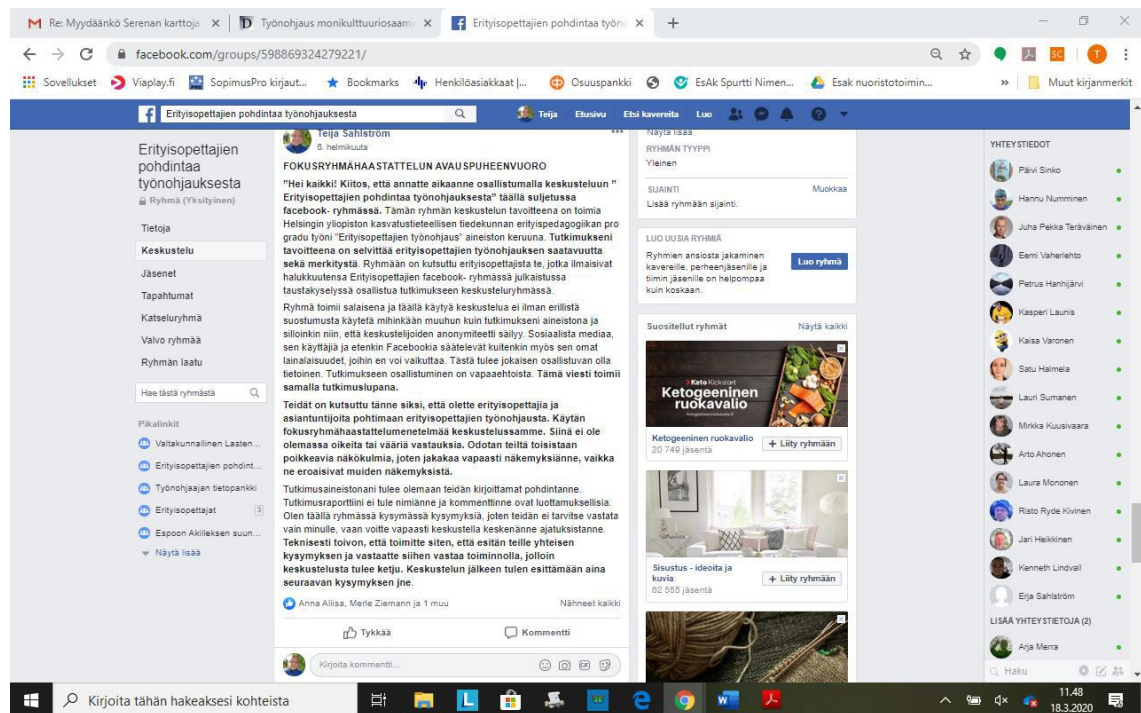 Re: Myydäänkö Serenan karttoja
Työnohjaus monikulttuuriosaami
Erityisopettajien pohdintaa työno
facebook.com/groups/598869324279221/
Sovellukset
Viaplay.fi
SopimusPro kirjaut...
Bookmarks
Henkilöasiakkaat |...
Osuuspankki
EsAk Spurtti Nimen...
Esak nuoristotoimin...
»
Muut kirjanmerkit
Erityisopettajien pohdintaa työnohjauksesta
Teija
Etusivu
Etsi kavereita
Luo
Erityisopettajien
pohdintaa
työnohjauksesta
Ryhmä (Yksityinen)
Tietoja
Keskustelu
Jäsenet
Tapahtumat
Katseluryhmä
Valvo ryhmää
Ryhmän laatu
Hae tästä ryhmästä
Pikalinkit
Valtakunnallinen Lasten...
Erityisopettajien pohdint...
Työnohjaajan tietopankki
Erityisopettajat 3
Espoon Akilleksen suun...
Näytä lisää
Teija Sahlström
6. helmikuuta
FOKUSRYHMÄHAASTATTELUN AVAUSPUHEENVUORO
"Hei kaikki! Kiitos, että annatte aikaanne osallistumalla keskusteluun "
Erityisopettajien pohdintaa työnohjauksesta" täällä suljetussa
facebook- ryhmässä. Tämän ryhmän keskustelun tavoitteena on toimia
Helsingin yliopiston kasvatustieteellisen tiedekunnan erityispedagogiikan pro
gradu työni "Erityisopettajien työnohjaus" aineiston keruuna. Tutkimukseni
tavoitteena on selvittää erityisopettajien työnohjauksen saatavuutta
sekä merkitystä. Ryhmään on kutsuttu erityisopettajista te, jotka ilmaisivat
halukkuutensa Erityisopettajien facebook- ryhmässä julkaistussa
taustakyselyssä osallistua tutkimukseen keskusteluryhmässä.
Ryhmä toimii salaisena ja täällä käytyä keskustelua ei ilman erillistä
suostumusta käytetä mihinkään muuhun kuin tutkimukseni aineistona ja
silloinkin niin, että keskustelijoiden anonymiteetti säilyy. Sosiaalista mediaa,
sen käyttäjiä ja etenkin Facebookia säätelevät kuitenkin myös sen omat
lainalaisuudet, joihin en voi vaikuttaa. Tästä tulee jokaisen osallistuvan olla
tietoinen. Tutkimukseen osallistuminen on vapaaehtoista. Tämä viesti toimii
samalla tutkimuslupana.
Teidät on kutsuttu tänne siksi, että olette erityisopettajia ja
asiantuntijoita pohtimaan erityisopettajien työnohjausta. Käytän
fokusryhmähaastattelumenetelmää keskustelussamme. Siinä ei ole
olemassa oikeita tai vääriä vastauksia. Odotan teiltä toisistaan
poikkeavia näkökulmia, joten jakakaa vapaasti näkemyksiänne, vaikka
ne eroaisivat muiden näkemyksistä.
Tutkimusaineistonani tulee olemaan teidän kirjoittamat pohdintanne.
Tutkimusraporttiini ei tule nimiänne ja kommenttinne ovat luottamuksellisia.
Olen täällä ryhmässä kysymässä kysymyksiä, joten teidän ei tarvitse vastata
vain minulle, vaan voitte vapaasti keskustella keskenänne ajatuksistanne.
Teknisesti toivon, että toimitte siten, että esitän teille yhteisen
kysymyksen ja vastaatte siihen vastaa toiminnolla, jolloin
keskustelusta tulee ketju. Keskustelun jälkeen tulen esittämään aina
seuraavan kysymyksen jne.
Anna Aliisa, Merle Ziemann ja 1 muu
Nähneet kaikki
Tykkää
Kommentti
Kirjoita kommentti...
Näytä lisää
RYHMÄN TYYPPI
Yleinen
SIJAINTI
Muokkaa
Lisää ryhmään sijainti.
LUO UUSIA RYHMIÄ
Ryhmien ansiosta jakaminen
kavereille, perheenjäsenille ja
tiimin jäsenille on helpompaa
kuin koskaan.
Luo ryhmä
Suositellut ryhmät
Näytä kaikki
Keto Kickstart
Ketogeeninen
ruokavalio
Ketogeeninen ruokavalio
20 749 jäsentä
+ Liity ryhmään
Sisustus - ideoita ja
kuvia
62 555 jäsentä
+ Liity ryhmään
YHTEYSTIEDOT
Päivi Sinko
Hannu Numminen
Juha Pekka Teräväinen
Eemi Vaherlehto
Petrus Hanhijärvi
Kasperi Launis
Kaisa Varonen
Satu Halmela
Lauri Sumanen
Mirkka Kuusivaara
Arto Ahonen
Laura Mononen
Risto Ryde Kivinen
Jari Heikkinen
Kenneth Lindvall
Erja Sahlström
LISÄÄ YHTEYSTIETOJA (2)
Arja Merra
Haku
Kirjoita tähän hakeaksesi kohteista
11.48
18.3.2020